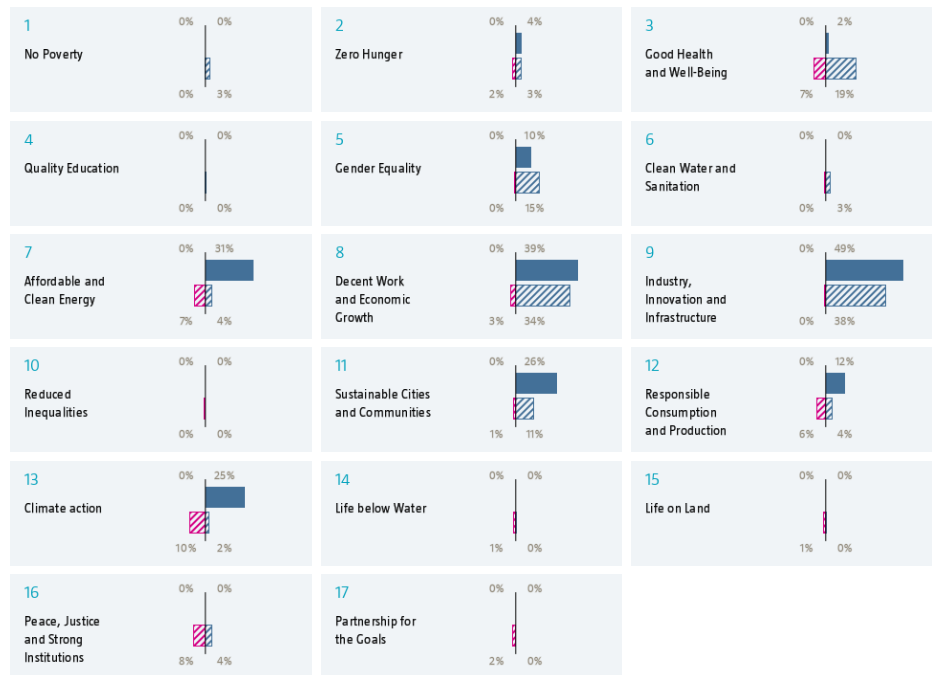 1
0% 0%
No Poverty
0% 3%
2
0% 4%
Zero Hunger
2% 3%
3
0% 2%
Good Health
and Well-Being
7% 19%
4
0% 0%
Quality Education
0% 0%
5
0% 10%
Gender Equality
0% 15%
6
0% 0%
Clean Water and
Sanitation
0% 3%
7
0% 31%
Affordable and
Clean Energy
7% 4%
8
0% 39%
Decent Work
and Economic
Growth
3% 34%
9
0% 49%
Industry,
Innovation and
Infrastructure
0% 38%
10
0% 0%
Reduced
Inequalities
0% 0%
11
0% 26%
Sustainable Cities
and Communities
1% 11%
12
0% 12%
Responsible
Consumption
and Production
6% 4%
13
0% 25%
Climate action
10% 2%
14
0% 0%
Life below Water
1% 0%
15
0% 0%
Life on Land
1% 0%
16
0% 0%
Peace, Justice
and Strong
Institutions
8% 4%
17
0% 0%
Partnership for
the Goals
2% 0%